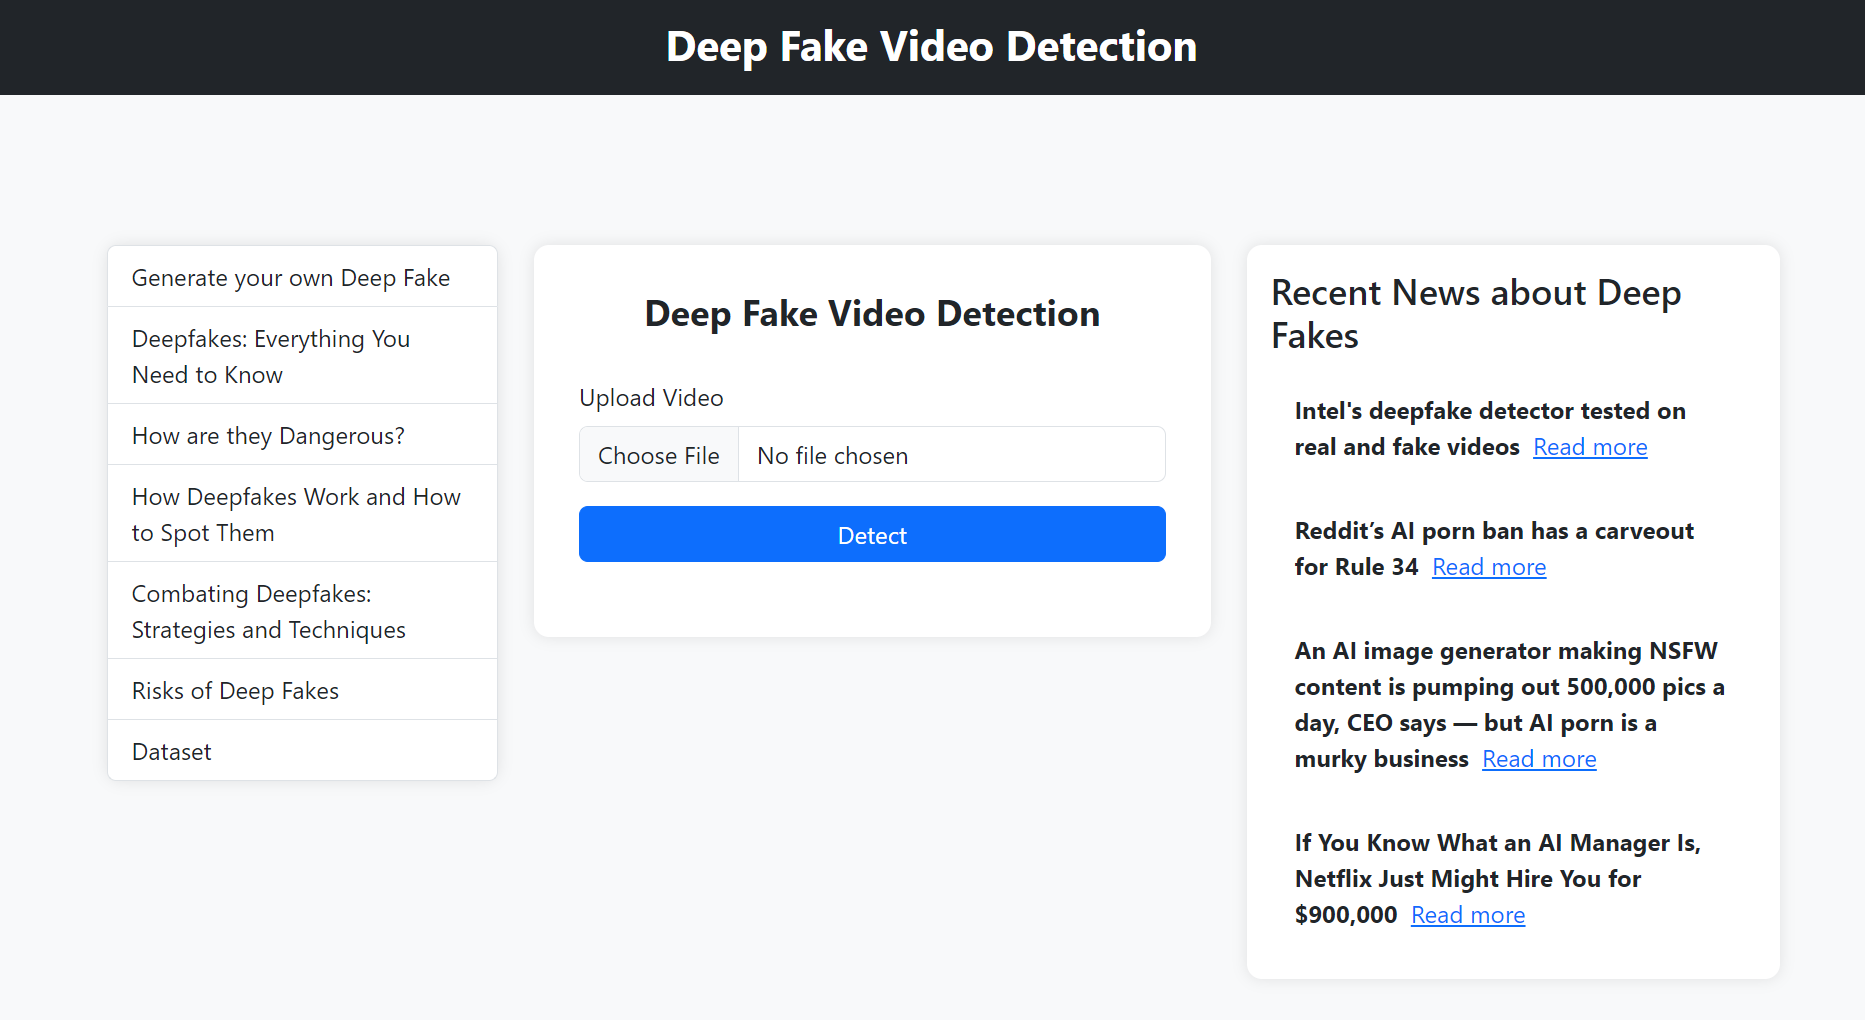 Deep Fake Video Detection
Generate your own Deep Fake
Deepfakes: Everything You
Need to Know
How are they Dangerous?
How Deepfakes Work and How
to Spot Them
Combating Deepfakes:
Strategies and Techniques
Risks of Deep Fakes
Dataset
Deep Fake Video Detection
Upload Video
Choose File No file chosen
Detect
Recent News about Deep
Fakes
Intel's deepfake detector tested on
real and fake videos Read more
Reddit’s AI porn ban has a carveout
for Rule 34 Read more
An AI image generator making NSFW
content is pumping out 500,000 pics a
day, CEO says — but AI porn is a
murky business Read more
If You Know What an AI Manager Is,
Netflix Just Might Hire You for
$900,000 Read more